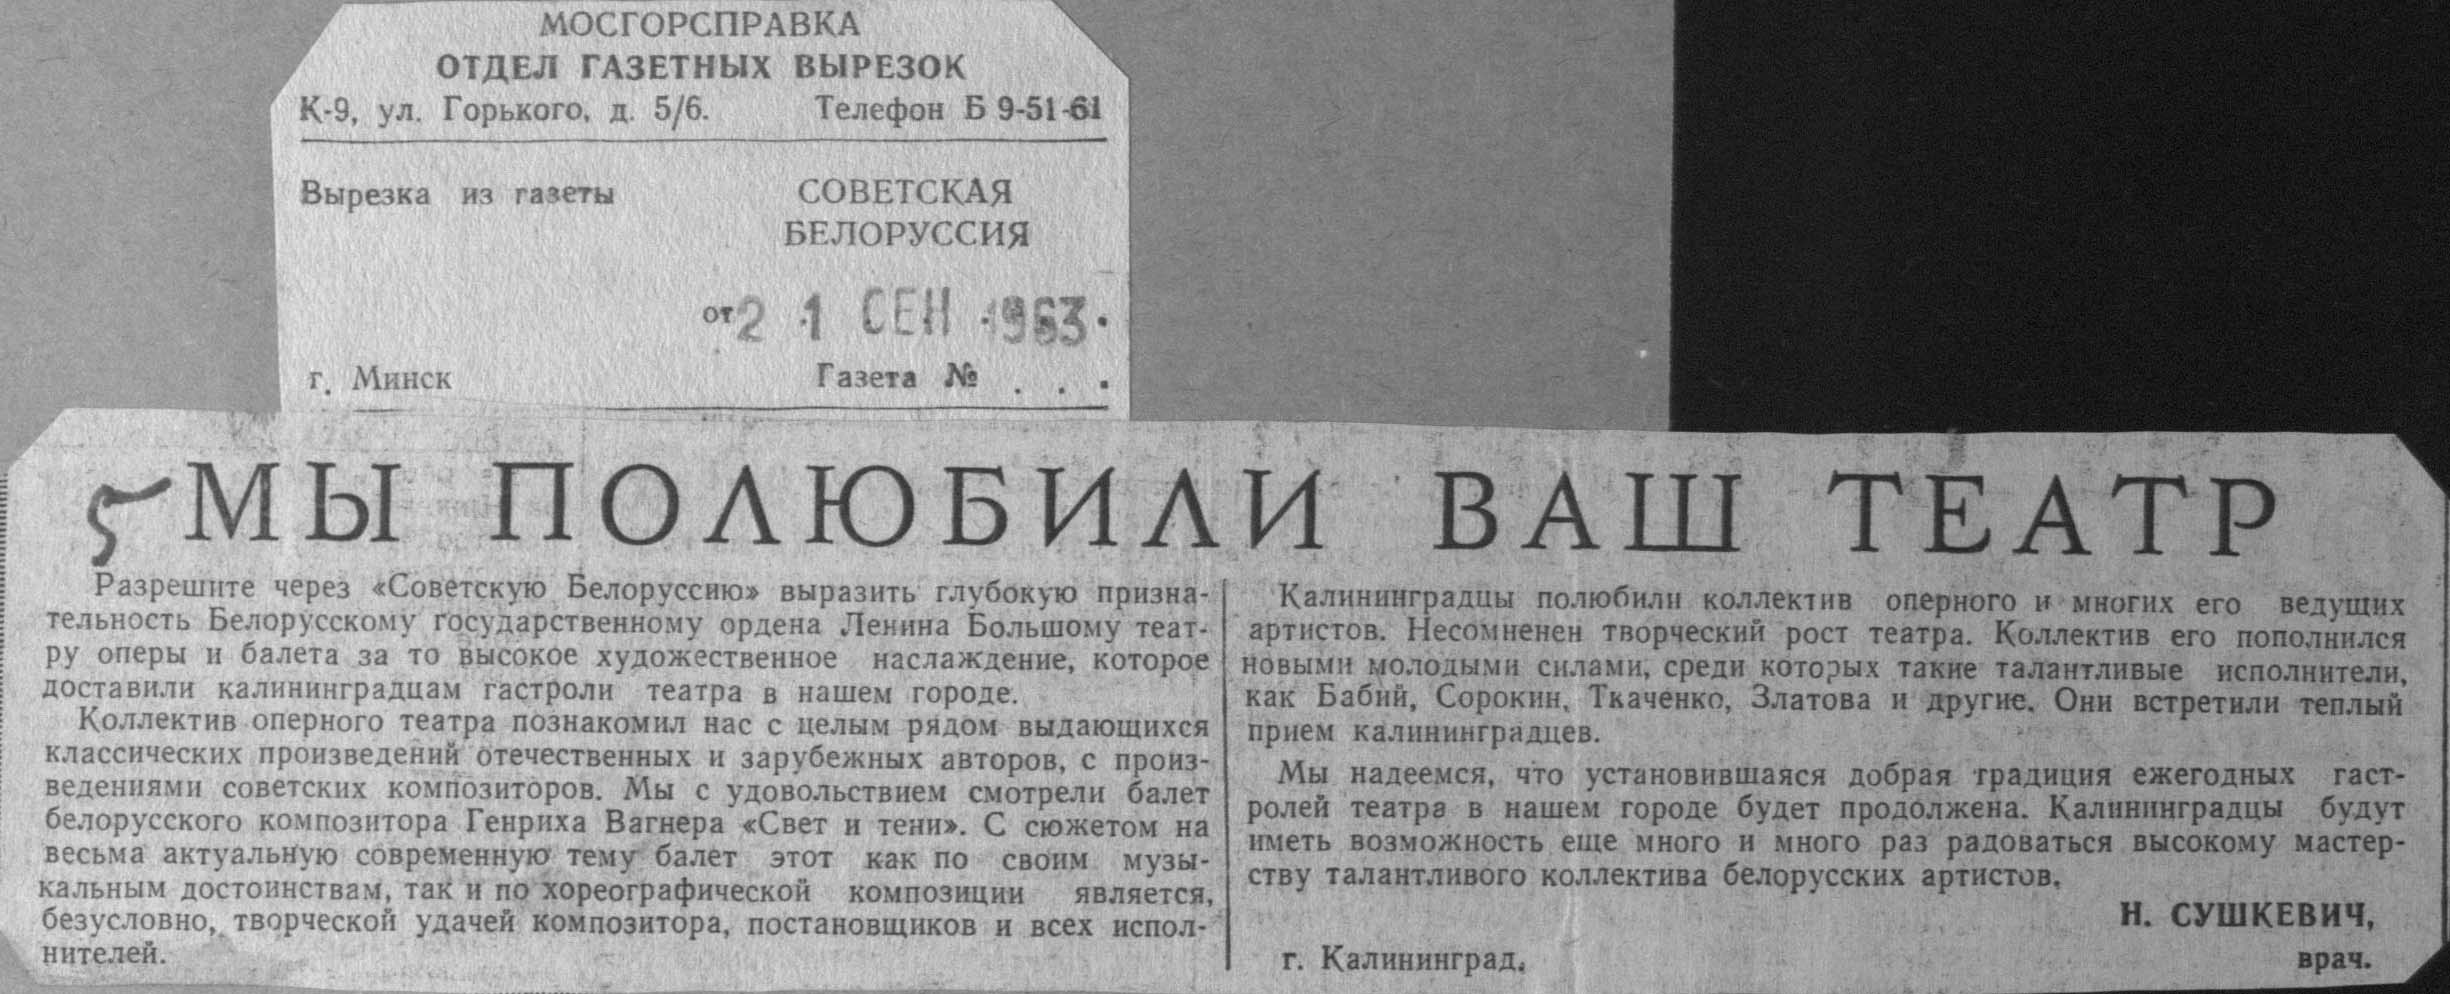 МОСГОРСПРАВКА
ОТДЕЛ ГАЗЕТНЫХ ВЫРЕЗОК
К-9, ул. Горького, д. 5/6. Телефон Б 9-51-61
Вырезка из газеты СОВЕТСКАЯ
БЕЛОРУССИЯ
от 21 СЕН 1963.
г. Минск Газета № . . .
МЫ ПОЛЮБИЛИ ВАШ ТЕАТР
Разрешите через «Советскую Белоруссию» выразить глубокую призна-
тельность Белорусскому государственному ордена Ленина Большому теат-
ру оперы и балета за то высокое художественное наслаждение, которое
доставили калининградцам гастроли театра в нашем городе.
Коллектив оперного театра познакомил нас с целым рядом выдающихся
классических произведений отечественных и зарубежных авторов, с произ-
ведениями советских композиторов. Мы с удовольствием смотрели балет
белорусского композитора Генриха Вагнера «Свет и тени». С сюжетом на
весьма актуальную современную тему балет этот как по своим музы-
кальным достоинствам, так и по хореографической композиции является,
безусловно, творческой удачей композитора, постановщиков и всех испол-
нителей.
Калининградцы полюбили коллектив оперного и многих его ведущих
артистов. Несомненен творческий рост театра. Коллектив его пополнился
новыми молодыми силами, среди которых такие талантливые исполнители,
как Бабий, Сорокин, Ткаченко, Златова и другие. Они встретили теплый
прием калининградцев.
Мы надеемся, что установившаяся добрая традиция ежегодных гаст-
ролей театра в нашем городе будет продолжена. Калининградцы будут
иметь возможность еще много и много раз радоваться высокому мастер-
ству талантливого коллектива белорусских артистов.
Н. СУШКЕВИЧ,
врач.
г. Калининград.